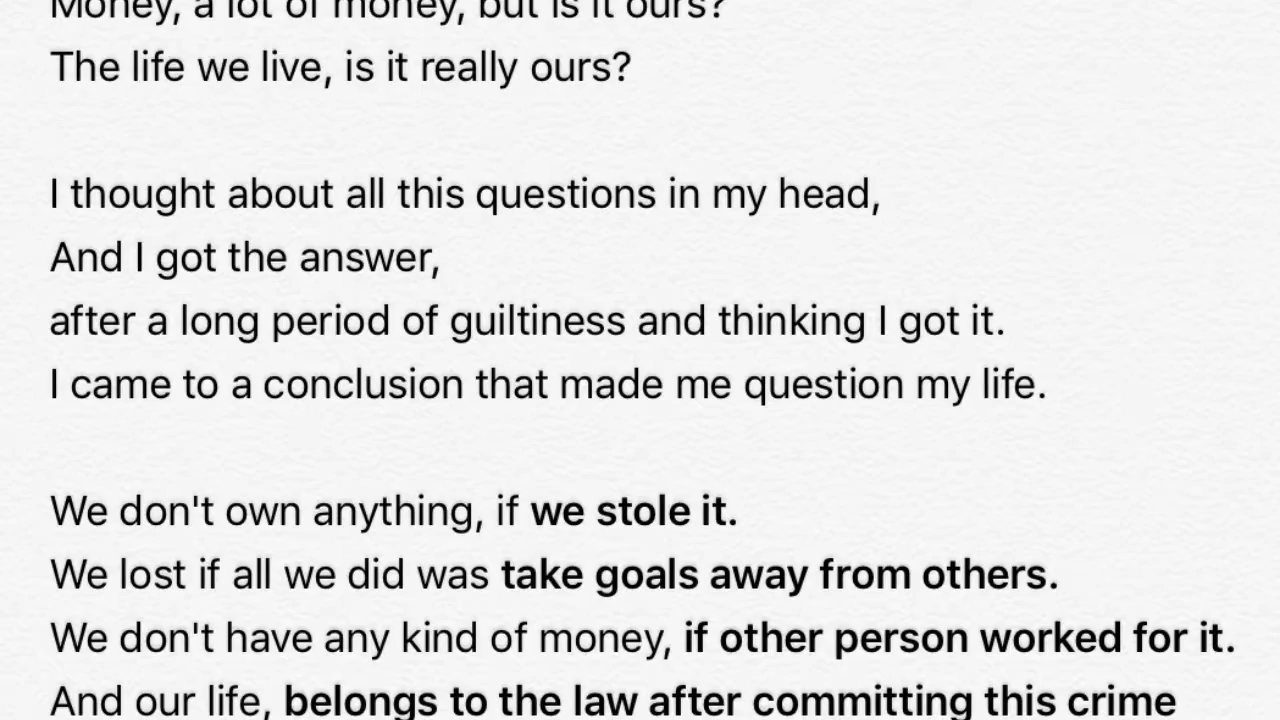 Money, a lot of money, but is it ours?
The life we live, is it really ours?
I thought about all this questions in my head,
And I got the answer,
after a long period of guiltiness and thinking I got it.
I came to a conclusion that made me question my life.
We don't own anything, if we stole it.
We lost if all we did was take goals away from others.
We don't have any kind of money, if other person worked for it.
And our life, belongs to the law after committing this crime